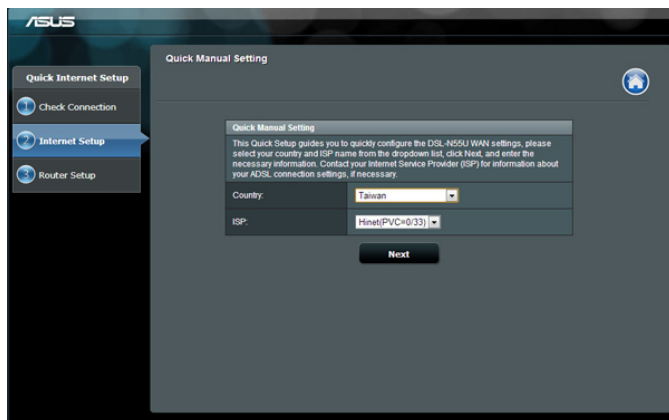 ASUS
Quick Internet Setup
1 Check Connection
2 Internet Setup
3 Router Setup
Quick Manual Setting
Quick Manual Setting
This Quick Setup guides you to quickly configure the DSL-N55U WAN settings, please
select your country and ISP name from the dropdown list, click Next, and enter the
necessary information. Contact your Internet Service Provider (ISP) for information about
your ADSL connection settings, if necessary.
Country: Taiwan
ISP: Hinet(PVC=0/33)
Next